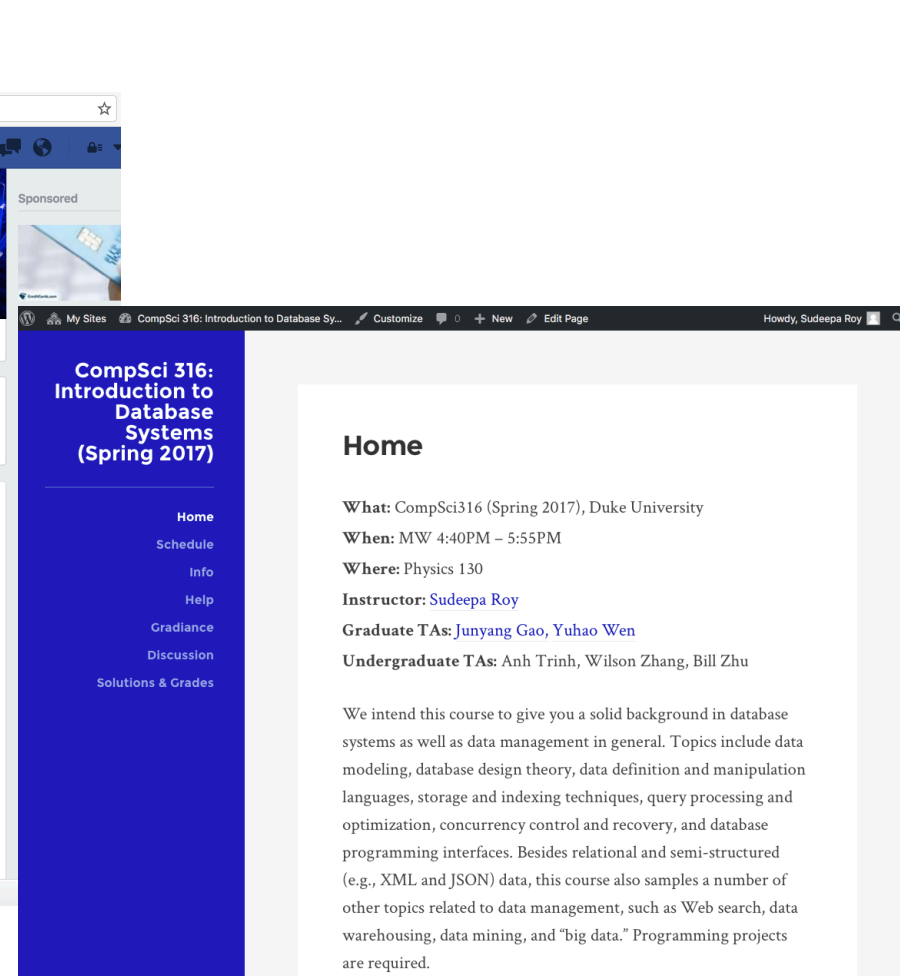 Sponsored
My Sites
CompSci 316: Introduction to Database Sy...
Customize
0
New
Edit Page
Howdy, Sudeepa Roy
CompSci 316:
Introduction to
Database
Systems
(Spring 2017)
Home
Schedule
Info
Help
Gradiance
Discussion
Solutions & Grades
Home
What: CompSci316 (Spring 2017), Duke University
When: MW 4:40PM – 5:55PM
Where: Physics 130
Instructor: Sudeepa Roy
Graduate TAs: Junyang Gao, Yuhao Wen
Undergraduate TAs: Anh Trinh, Wilson Zhang, Bill Zhu
We intend this course to give you a solid background in database
systems as well as data management in general. Topics include data
modeling, database design theory, data definition and manipulation
languages, storage and indexing techniques, query processing and
optimization, concurrency control and recovery, and database
programming interfaces. Besides relational and semi-structured
(e.g., XML and JSON) data, this course also samples a number of
other topics related to data management, such as Web search, data
warehousing, data mining, and “big data.” Programming projects
are required.